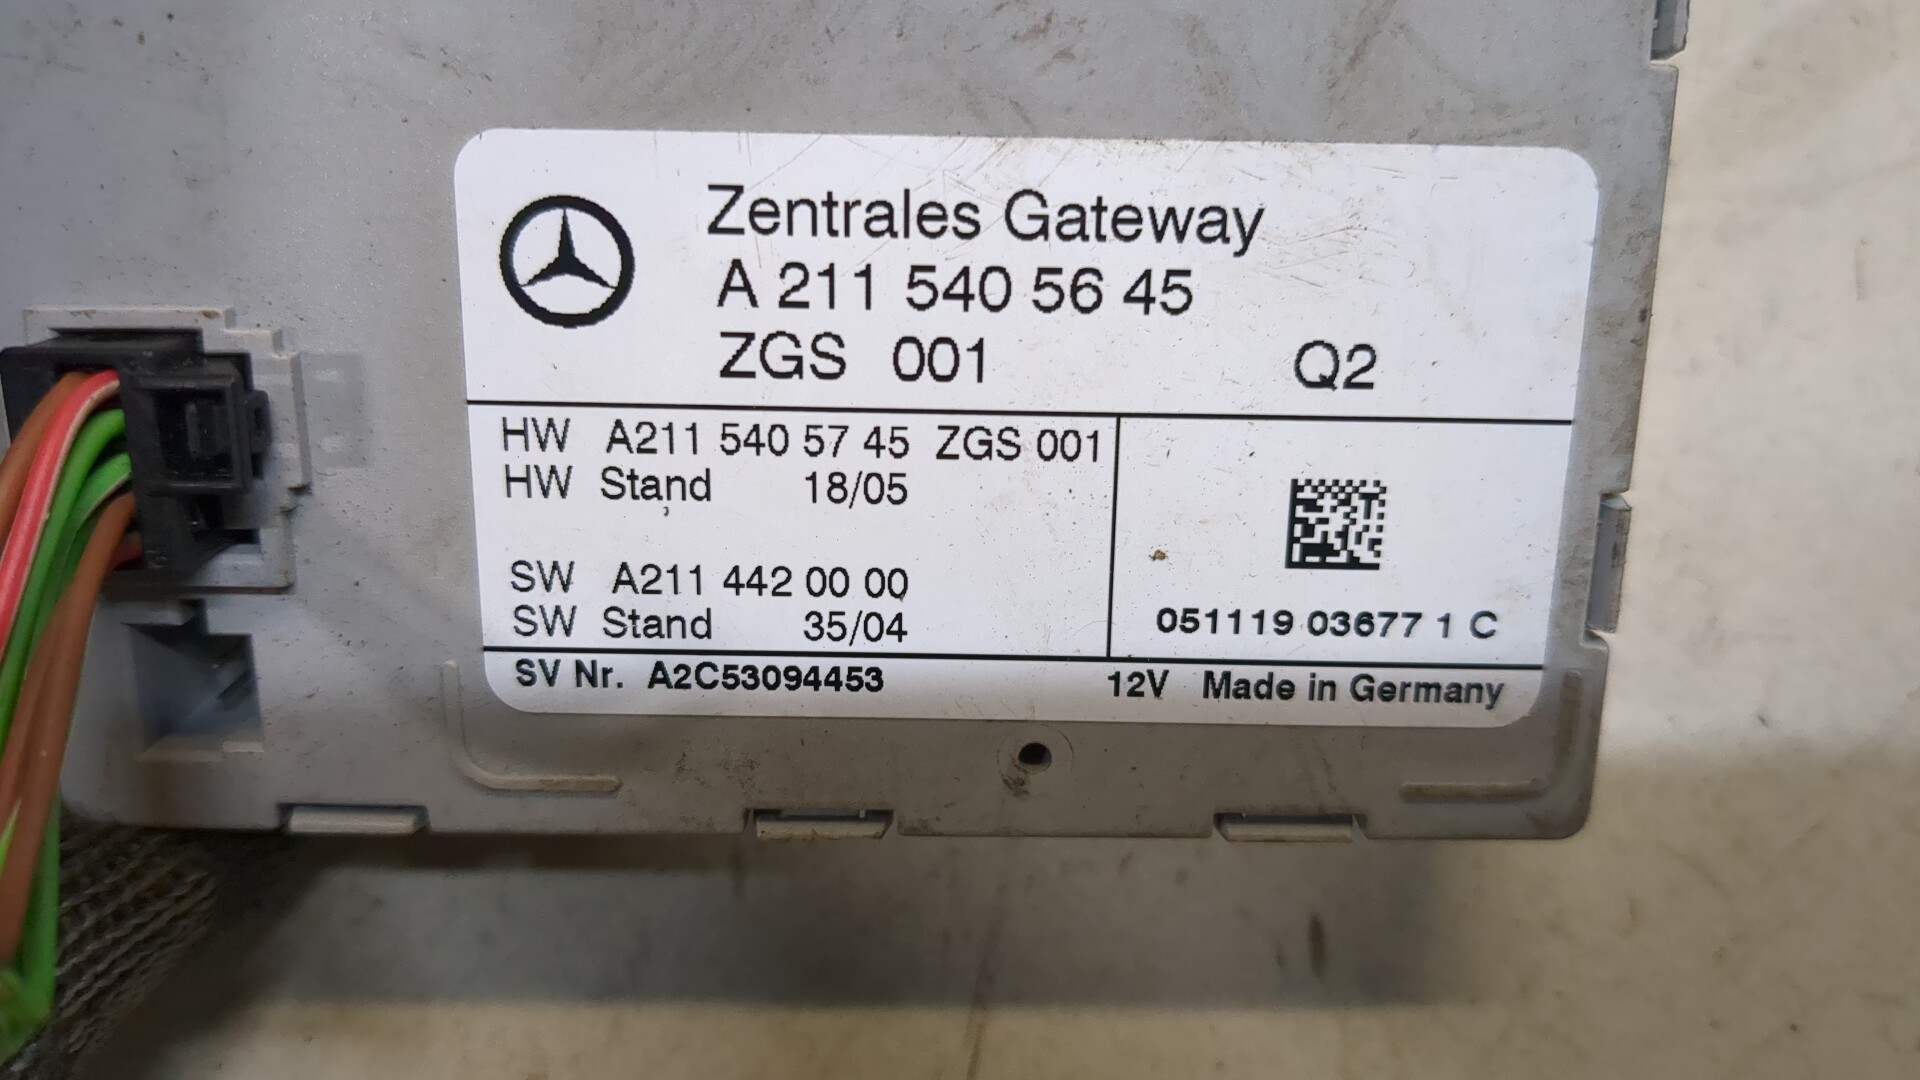 Zentrales Gateway
A 211 540 56 45
ZGS 001 Q2
HW A211 540 57 45 ZGS 001
HW Stand 18/05
SW A211 442 00 00
SW Stand 35/04
051119 03677 1 C
SV Nr. A2C53094453 12V Made in Germany